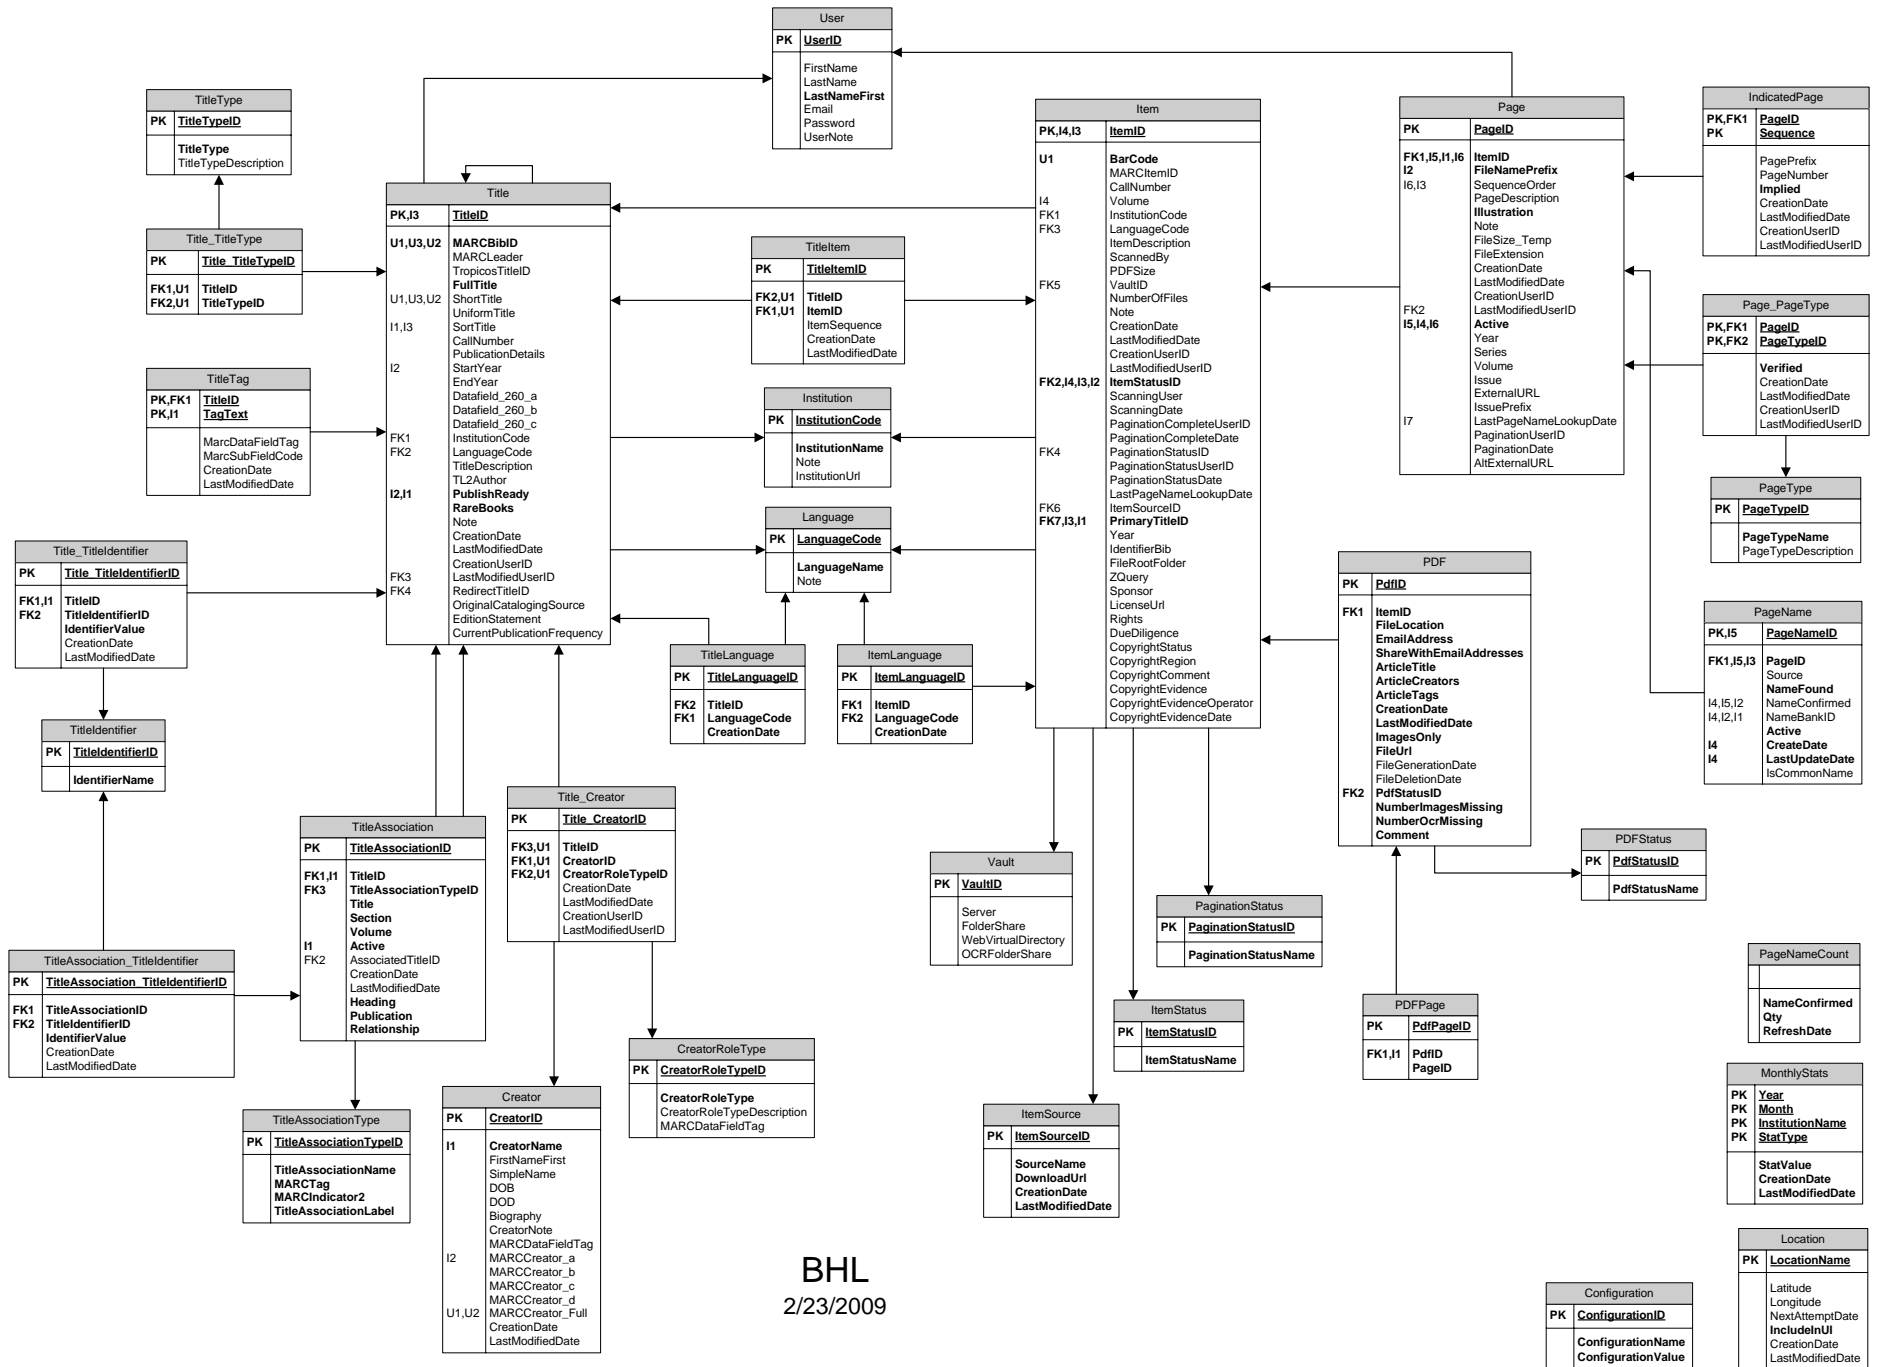 User
PK UserID
FirstName
LastName
LastNameFirst
Email
Password
UserNote
TitleType
PK TitleTypeID
TitleType
TitleTypeDescription
Title_TitleType
PK Title_TitleTypeID
FK1,U1 TitleID
FK2,U1 TitleTypeID
TitleTag
PK,FK1 TitleID
PK,I1 TagText
MarcDataFieldTag
MarcSubFieldCode
CreationDate
LastModifiedDate
Title_TitleIdentifier
PK Title_TitleIdentifierID
FK1,I1 TitleID
FK2 TitleIdentifierID
IdentifierValue
CreationDate
LastModifiedDate
TitleIdentifier
PK TitleIdentifierID
IdentifierName
TitleAssociation_TitleIdentifier
PK TitleAssociation_TitleIdentifierID
FK1 TitleAssociationID
FK2 TitleIdentifierID
IdentifierValue
CreationDate
LastModifiedDate
Title
PK,I3 TitleID
U1,U3,U2 MARCBibID
MARCLeader
TropicosTitleID
FullTitle
U1,U3,U2 ShortTitle
UniformTitle
I1,I3 SortTitle
CallNumber
PublicationDetails
I2 StartYear
EndYear
Datafield_260_a
Datafield_260_b
Datafield_260_c
FK1 InstitutionCode
FK2 LanguageCode
TitleDescription
TL2Author
I2,I1 PublishReady
RareBooks
Note
CreationDate
LastModifiedDate
CreationUserID
FK3 LastModifiedUserID
FK4 RedirectTitleID
OriginalCatalogingSource
EditionStatement
CurrentPublicationFrequency
TitleAssociation
PK TitleAssociationID
FK1,I1 TitleID
FK3 TitleAssociationTypeID
Title
Section
Volume
I1 Active
FK2 AssociatedTitleID
CreationDate
LastModifiedDate
Heading
Publication
Relationship
TitleAssociationType
PK TitleAssociationTypeID
TitleAssociationName
MARCTag
MARCIndicator2
TitleAssociationLabel
Title_Creator
PK Title_CreatorID
FK3,U1 TitleID
FK1,U1 CreatorID
FK2,U1 CreatorRoleTypeID
CreationDate
LastModifiedDate
CreationUserID
LastModifiedUserID
Creator
PK CreatorID
I1 CreatorName
FirstNameFirst
SimpleName
DOB
DOD
Biography
CreatorNote
MARCDataFieldTag
I2 MARCCreator_a
MARCCreator_b
MARCCreator_c
MARCCreator_d
U1,U2 MARCCreator_Full
CreationDate
LastModifiedDate
CreatorRoleType
PK CreatorRoleTypeID
CreatorRoleType
CreatorRoleTypeDescription
MARCDataFieldTag
TitleItem
PK TitleItemID
FK2,U1 TitleID
FK1,U1 ItemID
ItemSequence
CreationDate
LastModifiedDate
Institution
PK InstitutionCode
InstitutionName
Note
InstitutionUrl
Language
PK LanguageCode
LanguageName
Note
TitleLanguage
PK TitleLanguageID
FK2 TitleID
FK1 LanguageCode
CreationDate
ItemLanguage
PK ItemLanguageID
FK1 ItemID
FK2 LanguageCode
CreationDate
Item
PK,I4,I3 ItemID
U1 BarCode
MARCItemID
CallNumber
I4 Volume
FK1 InstitutionCode
FK3 LanguageCode
ItemDescription
ScannedBy
PDFSize
FK5 VaultID
NumberOfFiles
Note
CreationDate
LastModifiedDate
CreationUserID
LastModifiedUserID
FK2,I4,I3,I2 ItemStatusID
ScanningUser
ScanningDate
PaginationCompleteUserID
PaginationCompleteDate
FK4 PaginationStatusID
PaginationStatusUserID
PaginationStatusDate
LastPageNameLookupDate
FK6 ItemSourceID
FK7,I3,I1 PrimaryTitleID
Year
IdentifierBib
FileRootFolder
ZQuery
Sponsor
LicenseUrl
Rights
DueDiligence
CopyrightStatus
CopyrightRegion
CopyrightComment
CopyrightEvidence
CopyrightEvidenceOperator
CopyrightEvidenceDate
Vault
PK VaultID
Server
FolderShare
WebVirtualDirectory
OCRFolderShare
PaginationStatus
PK PaginationStatusID
PaginationStatusName
ItemStatus
PK ItemStatusID
ItemStatusName
ItemSource
PK ItemSourceID
SourceName
DownloadUrl
CreationDate
LastModifiedDate
Page
PK PageID
FK1,I5,I1,I6 ItemID
I2 FileNamePrefix
I6,I3 SequenceOrder
PageDescription
Illustration
Note
FileSize_Temp
FileExtension
CreationDate
LastModifiedDate
CreationUserID
FK2 LastModifiedUserID
I5,I4,I6 Active
Year
Series
Volume
Issue
ExternalURL
IssuePrefix
I7 LastPageNameLookupDate
PaginationUserID
PaginationDate
AltExternalURL
PDF
PK PdfID
FK1 ItemID
FileLocation
EmailAddress
ShareWithEmailAddresses
ArticleTitle
ArticleCreators
ArticleTags
CreationDate
LastModifiedDate
ImagesOnly
FileUrl
FileGenerationDate
FileDeletionDate
FK2 PdfStatusID
NumberImagesMissing
NumberOcrMissing
Comment
PDFPage
PK PdfPageID
FK1,I1 PdfID
PageID
PDFStatus
PK PdfStatusID
PdfStatusName
IndicatedPage
PK,FK1 PageID
PK Sequence
PagePrefix
PageNumber
Implied
CreationDate
LastModifiedDate
CreationUserID
LastModifiedUserID
Page_PageType
PK,FK1 PageID
PK,FK2 PageTypeID
Verified
CreationDate
LastModifiedDate
CreationUserID
LastModifiedUserID
PageType
PK PageTypeID
PageTypeName
PageTypeDescription
PageName
PK,I5 PageNameID
FK1,I5,I3 PageID
Source
NameFound
I4,I5,I2 NameConfirmed
I4,I2,I1 NameBankID
Active
I4 CreateDate
I4 LastUpdateDate
IsCommonName
PageNameCount
NameConfirmed
Qty
RefreshDate
MonthlyStats
PK Year
PK Month
PK InstitutionName
PK StatType
StatValue
CreationDate
LastModifiedDate
Location
PK LocationName
Latitude
Longitude
NextAttemptDate
IncludeInUI
CreationDate
LastModifiedDate
Configuration
PK ConfigurationID
ConfigurationName
ConfigurationValue
BHL
2/23/2009